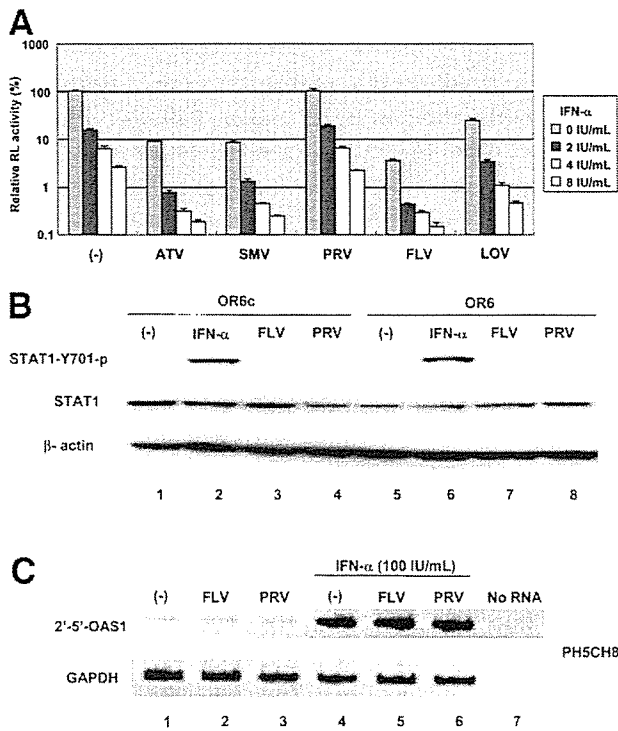 A
Relative RL activity (%)
1000
100
10
1
0.1
(-) ATV SMV PRV FLV LOV
IFN-α
0 IU/mL
2 IU/mL
4 IU/mL
8 IU/mL
B
OR6c OR6
(-) IFN-α FLV PRV (-) IFN-α FLV PRV
STAT1-Y701-p
STAT1
β- actin
1 2 3 4 5 6 7 8
C
IFN-α (100 IU/mL)
(-) FLV PRV (-) FLV PRV No RNA
2'-5'-OAS1
PH5CH8
GAPDH
1 2 3 4 5 6 7